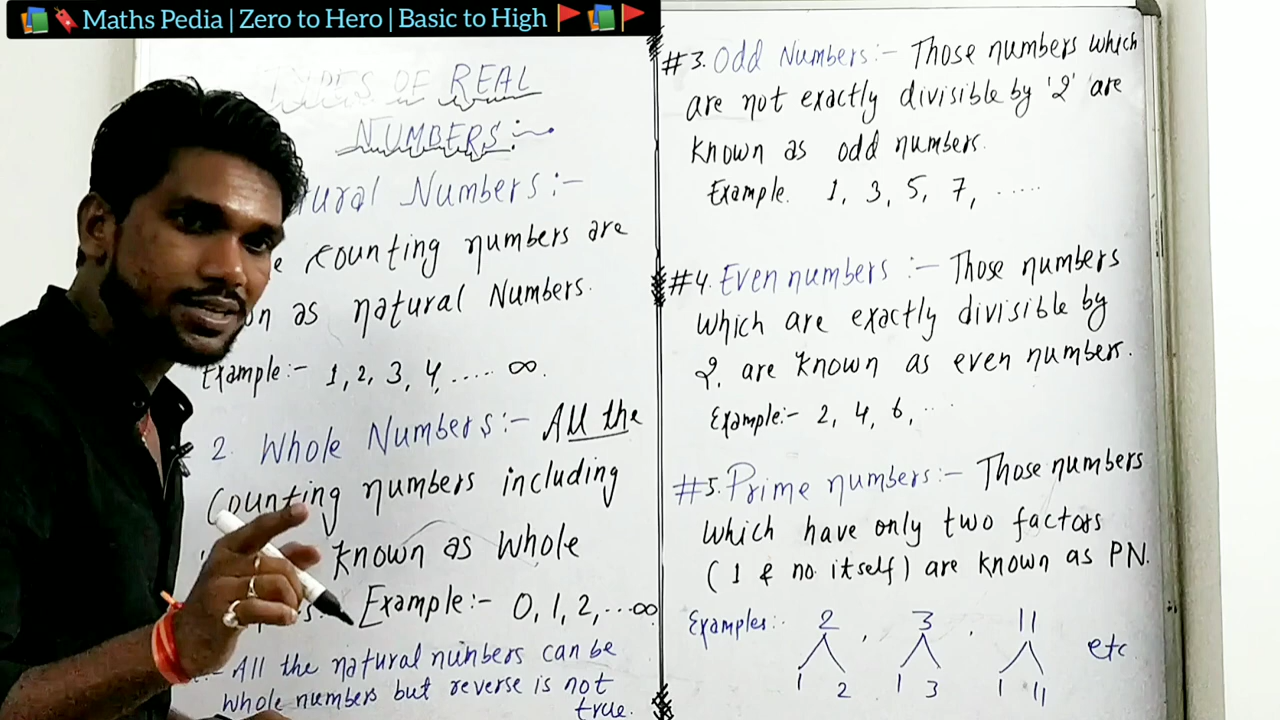 Maths Pedia | Zero to Hero | Basic to High
TYPES OF REAL
NUMBERS:-
tural Numbers:-
e counting numbers are
n as natural Numbers.
Example:- 1, 2, 3, 4, ..... ∞.
2. Whole Numbers:- All the
Counting numbers including
known as Whole
Example:- 0, 1, 2, ...∞
:- All the natural numbers can be
whole numbers but reverse is not
true.
#3. Odd Numbers:- Those numbers which
are not exactly divisible by '2' are
known as odd numbers.
Example. 1, 3, 5, 7, ......
#4. Even numbers :- Those numbers
which are exactly divisible by
2, are known as even numbers.
Example:- 2, 4, 6, ...
#5. Prime numbers:- Those numbers
which have only two factors
(1 & no. itself) are known as PN.
Examples:- 2 , 3 , 11 etc
1 2 1 3 1 11